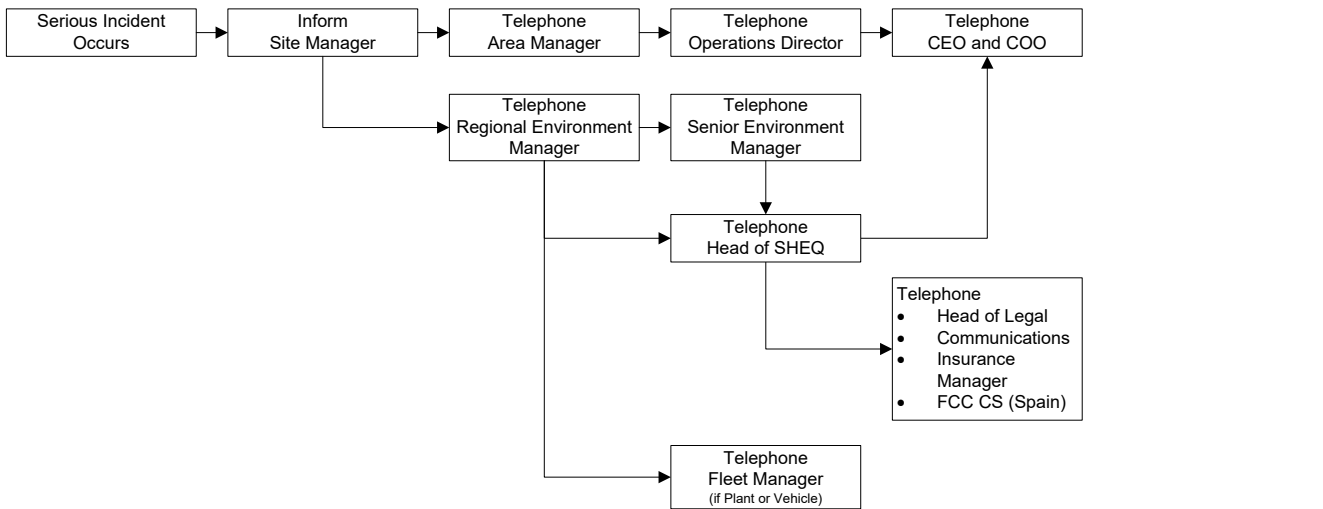 Serious Incident
Occurs
Inform
Site Manager
Telephone
Area Manager
Telephone
Operations Director
Telephone
CEO and COO
Telephone
Regional Environment
Manager
Telephone
Senior Environment
Manager
Telephone
Head of SHEQ
Telephone
• Head of Legal
• Communications
• Insurance
Manager
• FCC CS (Spain)
Telephone
Fleet Manager
(if Plant or Vehicle)